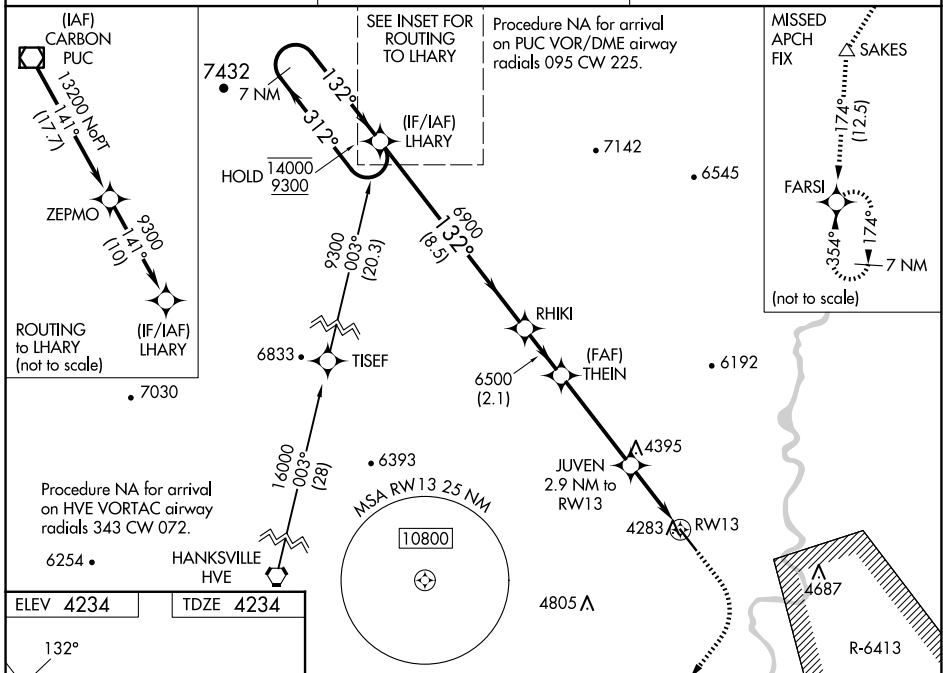 (IAF)
CARBON
PUC
13200 NoPT
141°
(17.7)
ZEPMO
9300
141°
(10)
(IF/IAF)
LHARY
ROUTING
to LHARY
(not to scale)
7432
7 NM
132°
312°
HOLD
14000
9300
SEE INSET FOR
ROUTING
TO LHARY
(IF/IAF)
LHARY
Procedure NA for arrival
on PUC VOR/DME airway
radials 095 CW 225.
7142
6545
MISSED
APCH
FIX
SAKES
174°
(12.5)
FARSI
354°
174°
7 NM
(not to scale)
6900
132°
(8.5)
9300
003°
(20.3)
RHIKI
6833
TISEF
6500
(2.1)
(FAF)
THEIN
6192
7030
16000
003°
(28)
6393
4395
JUVEN
2.9 NM to
RW13
4283
RW13
Procedure NA for arrival
on HVE VORTAC airway
radials 343 CW 072.
6254
HANKSVILLE
HVE
MSA RW13 25 NM
10800
4805
4687
R-6413
ELEV 4234
TDZE 4234
132°